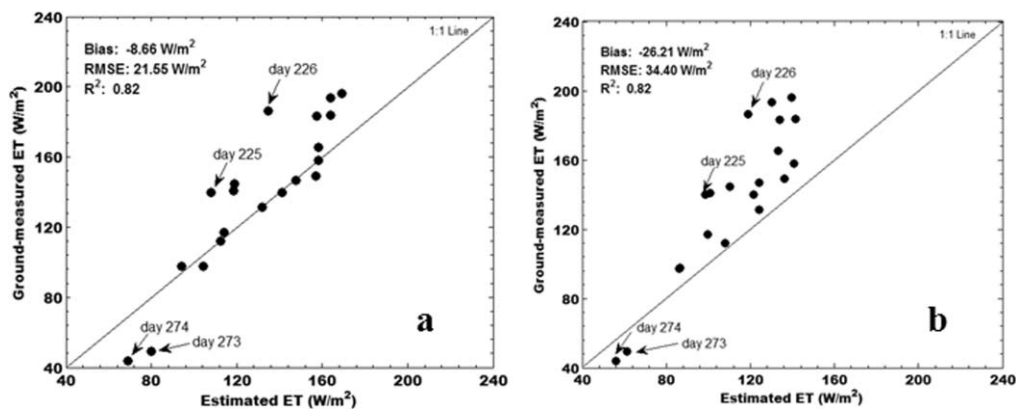 240
200
160
120
80
40
40 80 120 160 200 240
Ground-measured ET (W/m²)
Estimated ET (W/m²)
Bias: -8.66 W/m²
RMSE: 21.55 W/m²
R²: 0.82
1:1 Line
day 226
day 225
day 274
day 273
a
240
200
160
120
80
40
40 80 120 160 200 240
Ground-measured ET (W/m²)
Estimated ET (W/m²)
Bias: -26.21 W/m²
RMSE: 34.40 W/m²
R²: 0.82
1:1 Line
day 226
day 225
day 274
day 273
b